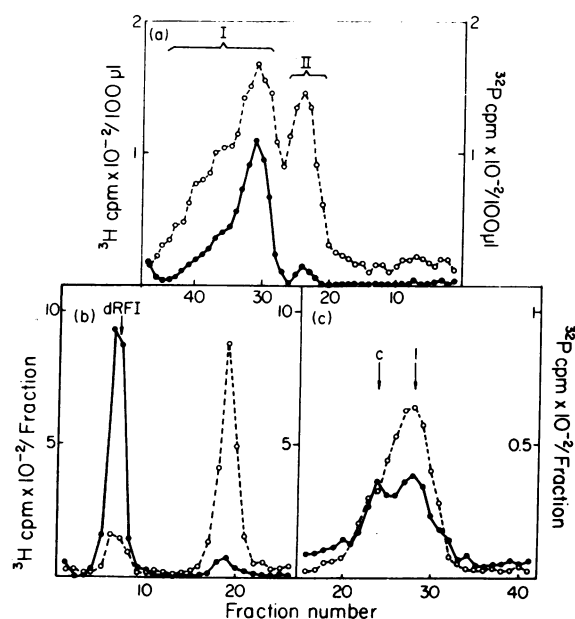 (a)
I
II
2
1
2
1
³H cpm x 10⁻²/100 µl
³²P cpm x 10⁻²/100µl
40 30 20 10
(b)
dRFI
10
5
10 20
³H cpm x 10⁻²/Fraction
(c)
c l
10
5
I
0.5
20 30 40
³²P cpm x 10⁻²/Fraction
Fraction number